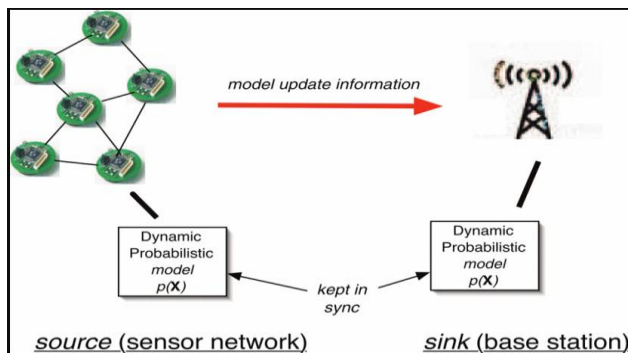 model update information
Dynamic
Probabilistic
model
p(X)
Dynamic
Probabilistic
model
p(X)
kept in
sync
source (sensor network)
sink (base station)